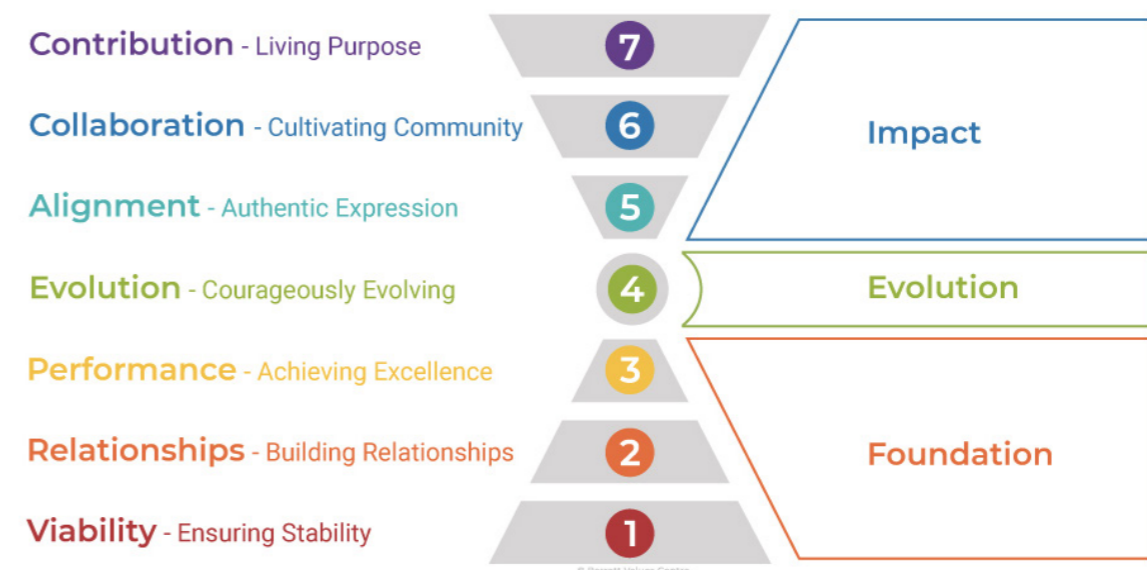 Contribution - Living Purpose
7
Collaboration - Cultivating Community
6
Impact
Alignment - Authentic Expression
5
Evolution - Courageously Evolving
4
Evolution
Performance - Achieving Excellence
3
Relationships - Building Relationships
2
Foundation
Viability - Ensuring Stability
1